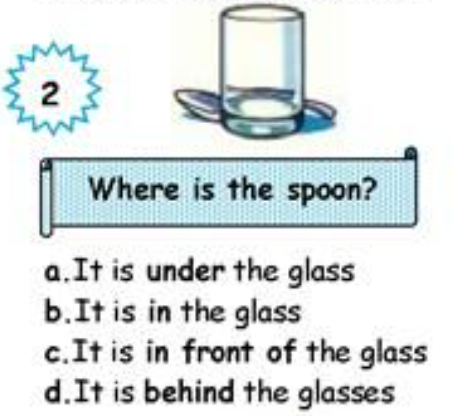 2
Where is the spoon?
a.It is under the glass
b.It is in the glass
c.It is in front of the glass
d.It is behind the glasses